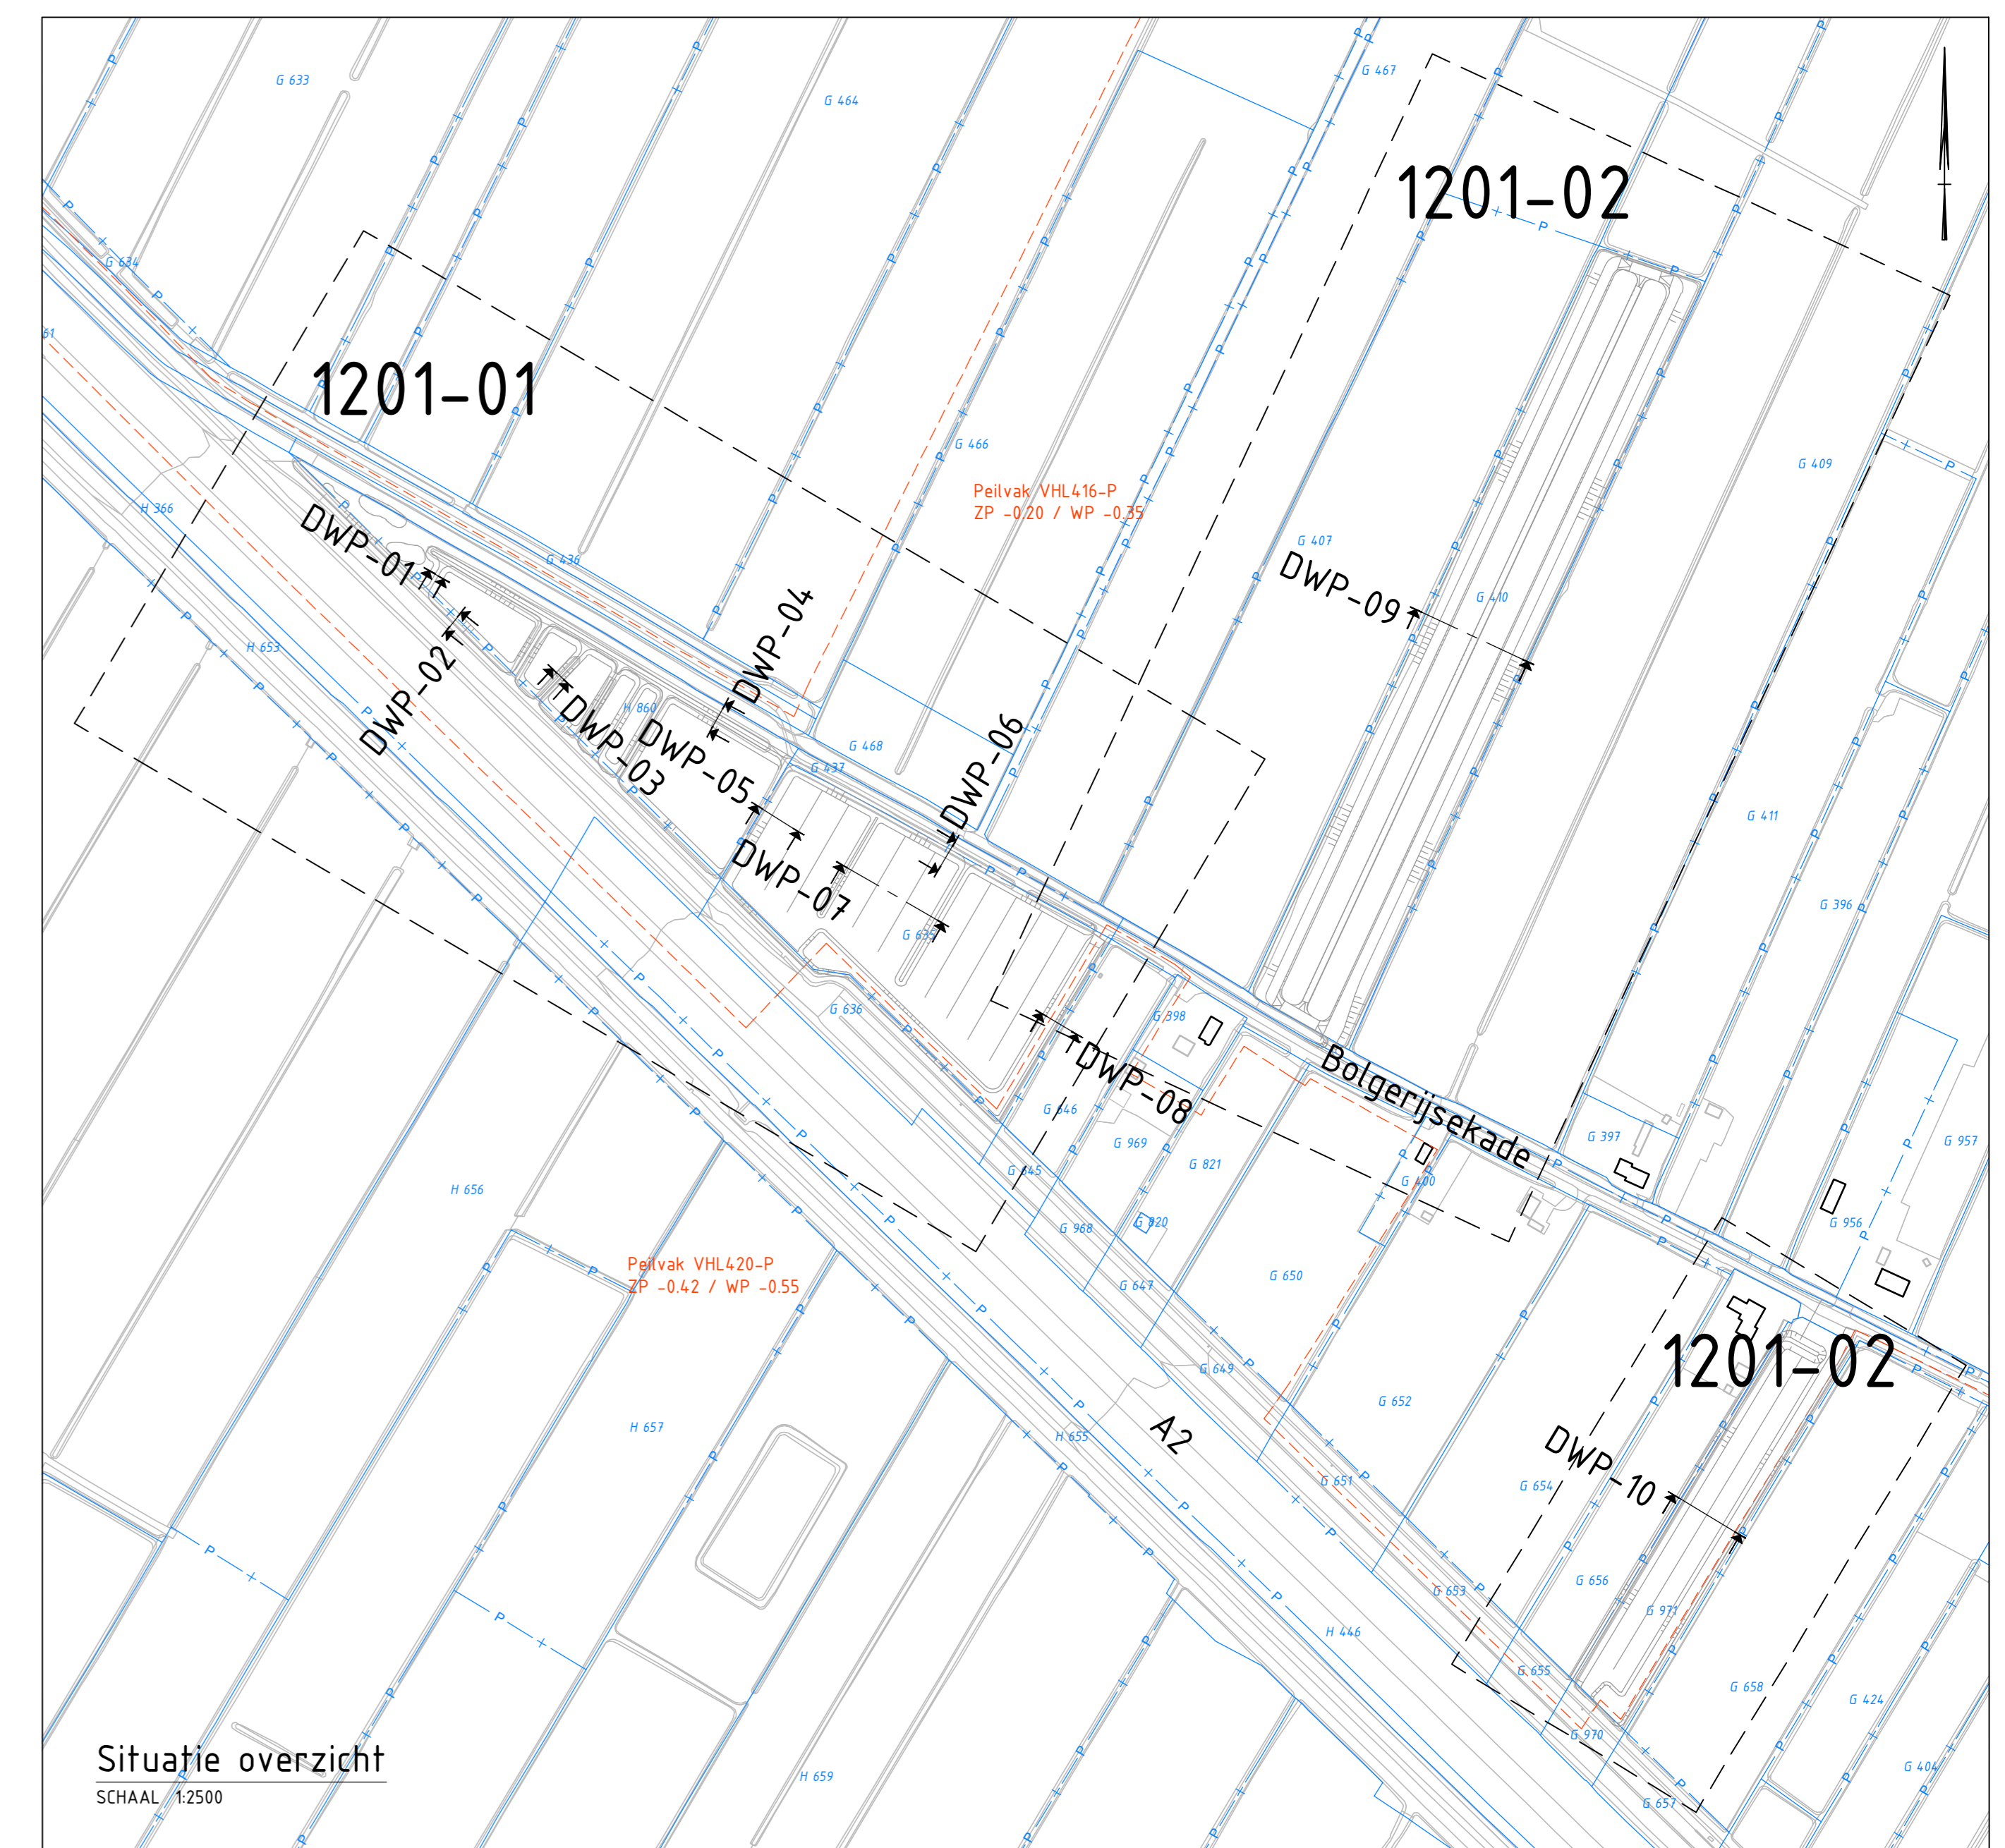 G 633
G 464
G 467
1201-02
G 634
61
1201-01
G 466
G 409
Peilvak VHL416-P
ZP -0.20 / WP -0.35
H 366
G 407
DWP-01
G 436
DWP-09
G 410
DWP-04
H 653
DWP-02
H 860
DWP-03
DWP-05
G 468
DWP-06
G 437
G 411
DWP-07
G 396
G 635
G 636
G 398
DWP-08
Bolgerijsekade
G 646
G 969
G 821
G 397
G 957
G 645
G 400
H 656
G 968
G 820
G 956
Peilvak VHL420-P
ZP -0.42 / WP -0.55
G 647
G 650
1201-02
G 649
G 652
H 657
A2
H 655
DWP-10
G 651
G 654
G 653
G 656
G 971
H 446
G 655
G 658
G 424
G 970
Situatie overzicht
SCHAAL 1:2500
H 659
G 404
G 657